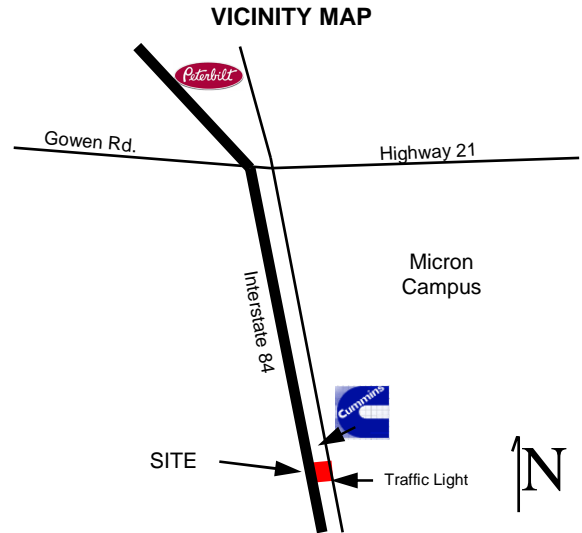 VICINITY MAP
Peterbilt
Gowen Rd.
Highway 21
Micron
Campus
Interstate 84
Cummins
SITE
Traffic Light
N